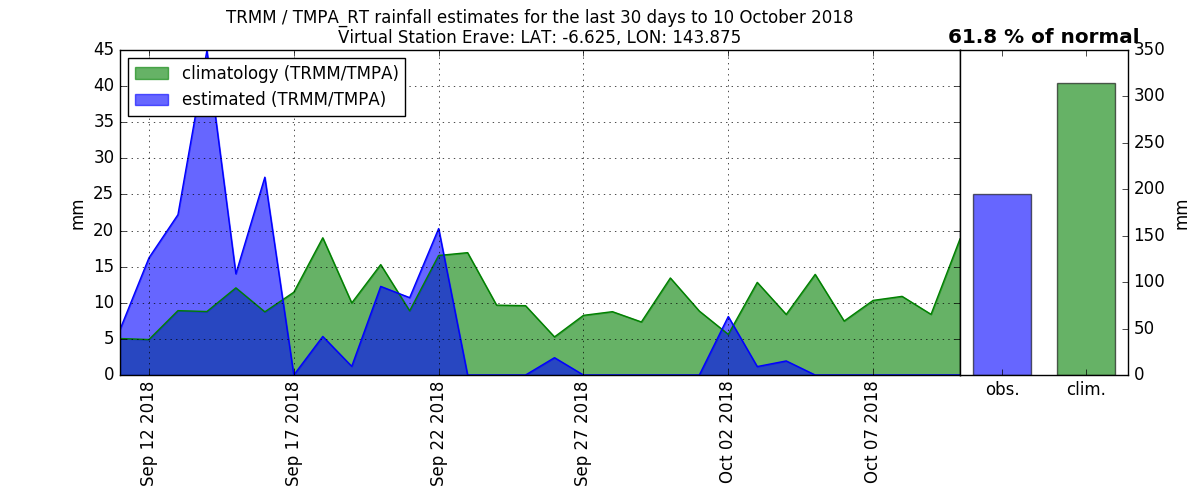 TRMM / TMPA_RT rainfall estimates for the last 30 days to 10 October 2018
Virtual Station Erave: LAT: -6.625, LON: 143.875
61.8 % of normal
climatology (TRMM/TMPA)
estimated (TRMM/TMPA)
mm
45
40
35
30
25
20
15
10
5
0
Sep 12 2018
Sep 17 2018
Sep 22 2018
Sep 27 2018
Oct 02 2018
Oct 07 2018
obs.
clim.
350
300
250
200
150
100
50
0
mm